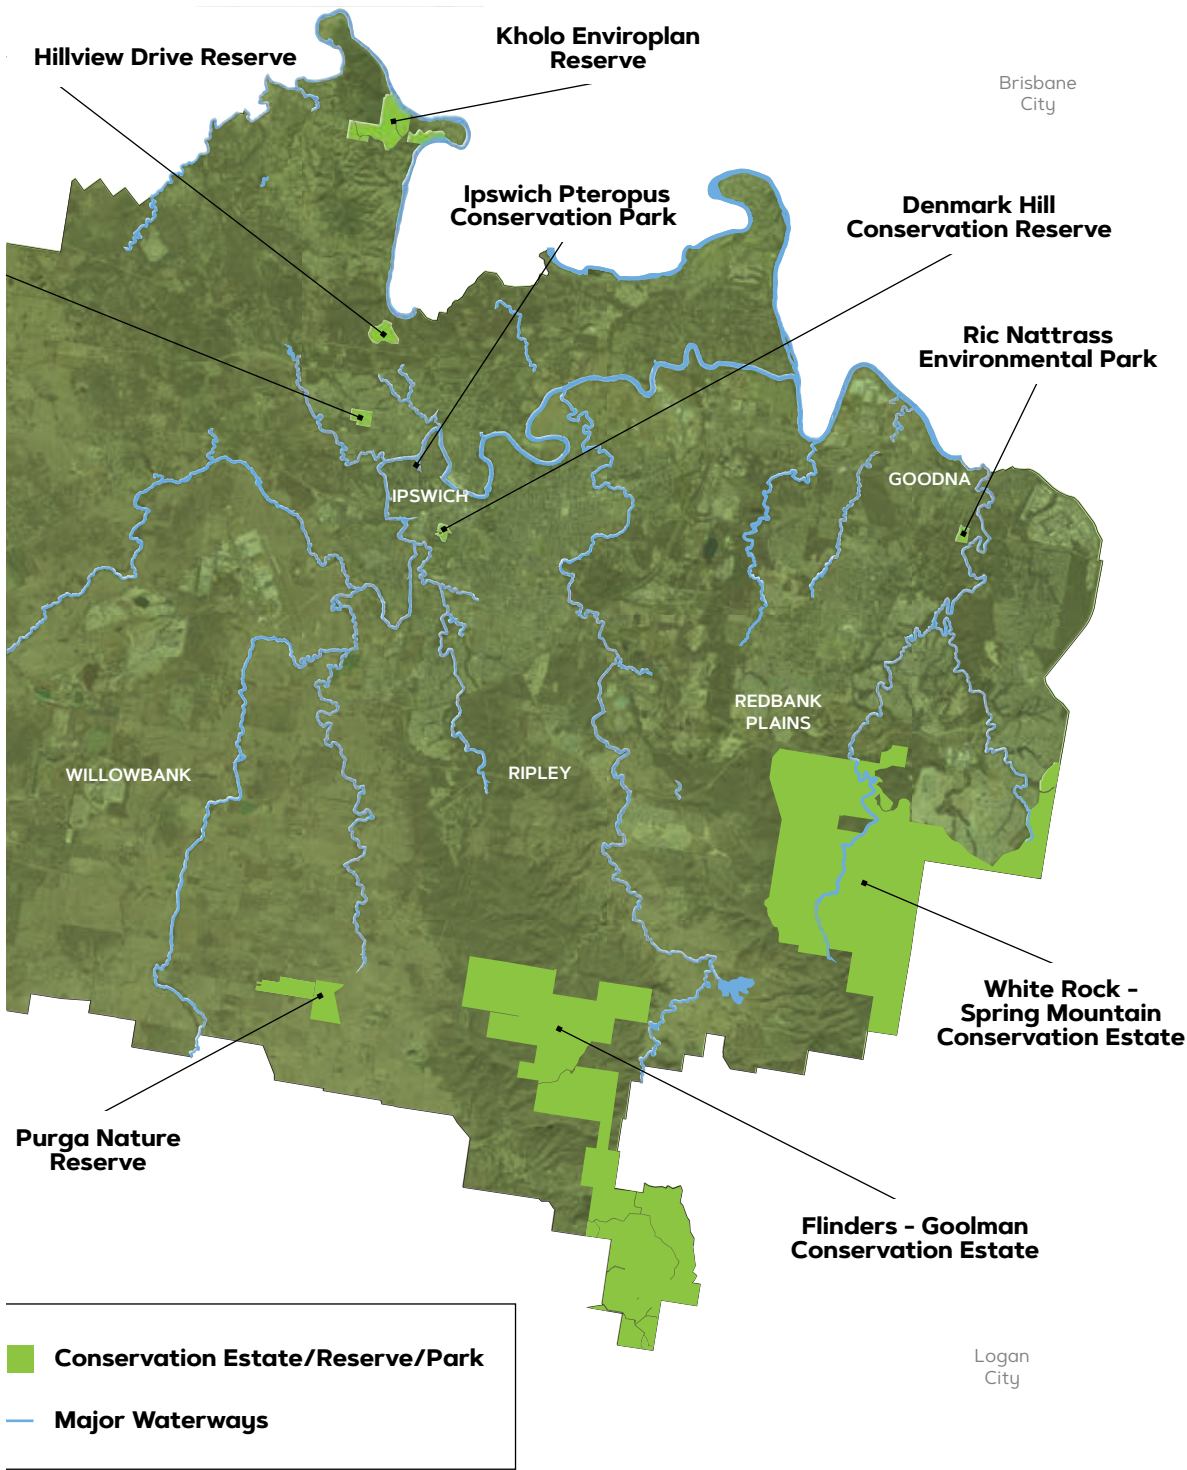 Hillview Drive Reserve
Kholo Enviroplan
Reserve
Brisbane
City
Ipswich Pteropus
Conservation Park
Denmark Hill
Conservation Reserve
Ric Nattrass
Environmental Park
GOODNA
IPSWICH
REDBANK
PLAINS
WILLOWBANK
RIPLEY
White Rock -
Spring Mountain
Conservation Estate
Purga Nature
Reserve
Flinders - Goolman
Conservation Estate
Conservation Estate/Reserve/Park
Major Waterways
Logan
City